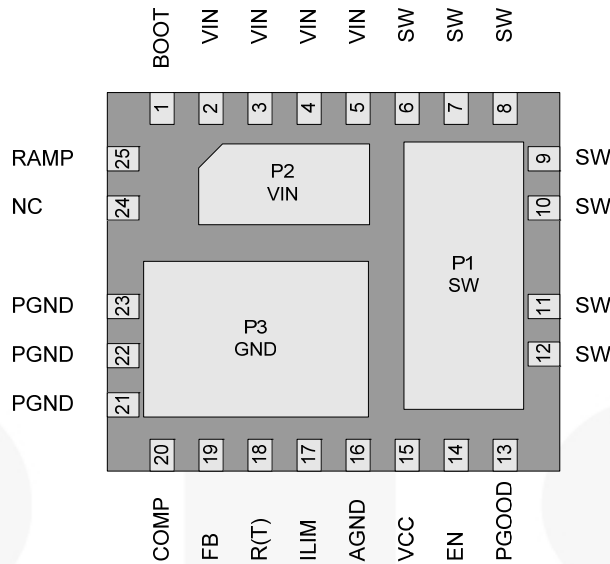 BOOT
VIN
VIN
VIN
VIN
SW
SW
SW
1
2
3
4
5
6
7
8
RAMP
25
P2
VIN
9
SW
NC
24
10
SW
P1
SW
PGND
23
P3
GND
11
SW
PGND
22
12
SW
PGND
21
20
19
18
17
16
15
14
13
COMP
FB
R(T)
ILIM
AGND
VCC
EN
PGOOD